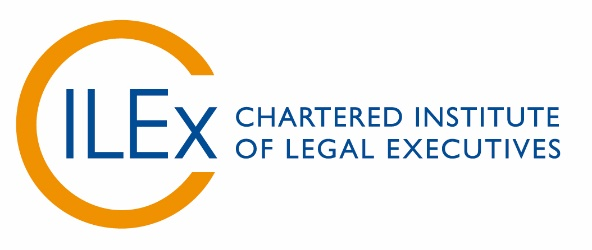 CILEx
CHARTERED INSTITUTE
OF LEGAL EXECUTIVES